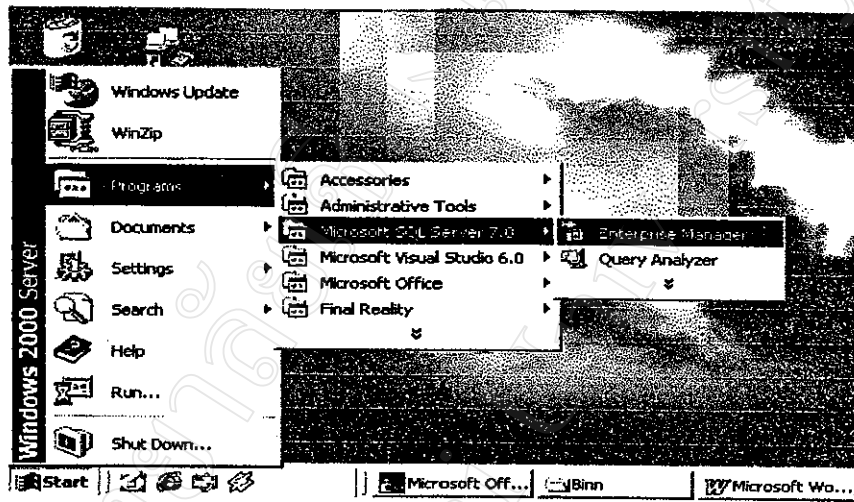 Windows Update
WinZip
Programs
Documents
Settings
Search
Help
Run...
Shut Down...
Windows 2000 Server
Accessories
Administrative Tools
Microsoft SQL Server 7.0
Microsoft Visual Studio 6.0
Microsoft Office
Final Reality
Enterprise Manager
Query Analyzer
Start
Microsoft Off...
Binn
Microsoft Wo...